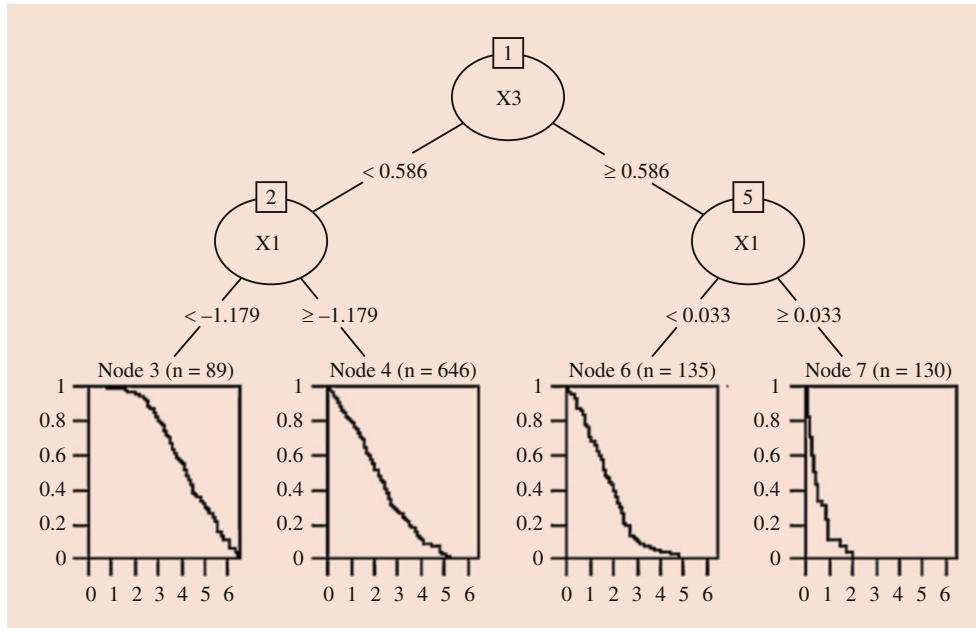 1
X3
< 0.586 ≥ 0.586
2 5
X1 X1
< –1.179 ≥ –1.179 < 0.033 ≥ 0.033
Node 3 (n = 89) Node 4 (n = 646) Node 6 (n = 135) Node 7 (n = 130)
1 1 1 1
0.8 0.8 0.8 0.8
0.6 0.6 0.6 0.6
0.4 0.4 0.4 0.4
0.2 0.2 0.2 0.2
0 0 0 0
0 1 2 3 4 5 6 0 1 2 3 4 5 6 0 1 2 3 4 5 6 0 1 2 3 4 5 6